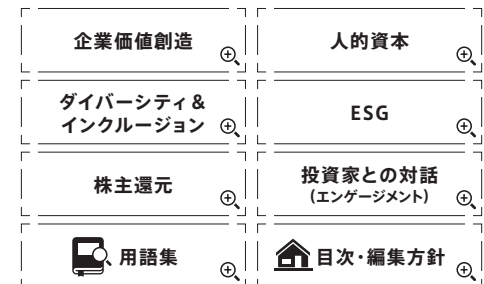 企業価値創造
人的資本
ダイバーシティ&
インクルージョン
ESG
株主還元
投資家との対話
(エンゲージメント)
用語集
目次・編集方針